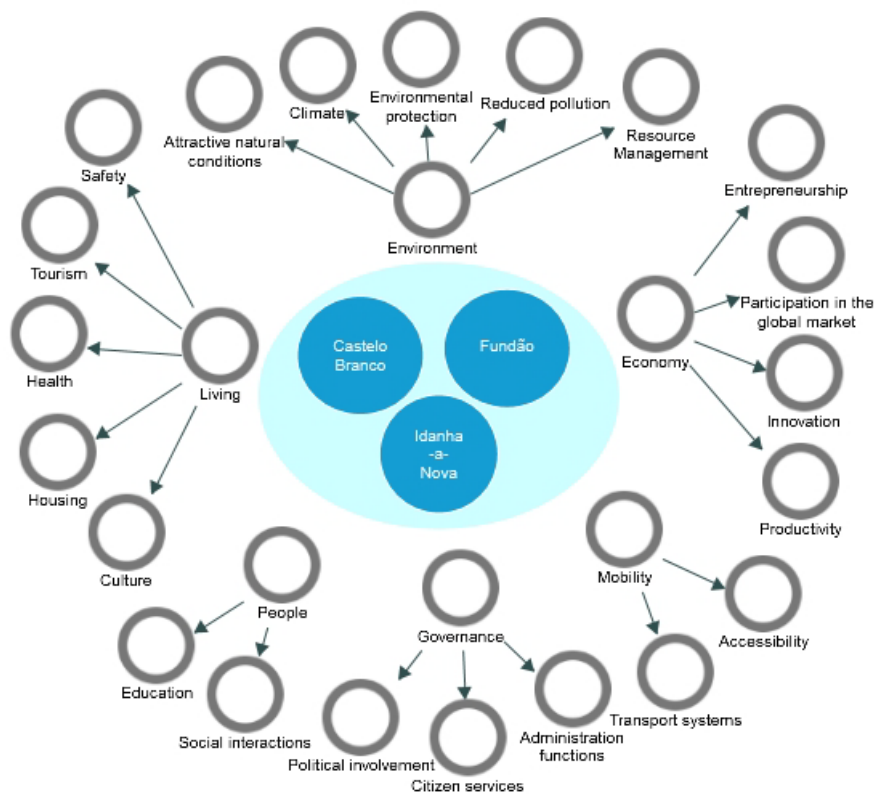 Climate
Environmental
protection
Reduced pollution
Attractive natural
conditions
Resource
Management
Safety
Entrepreneurship
Environment
Tourism
Participation in the
global market
Castelo
Branco
Fundão
Economy
Health
Living
Innovation
Idanha
-a-
Nova
Housing
Productivity
Culture
Mobility
People
Governance
Accessibility
Education
Social interactions
Transport systems
Political involvement
Administration
functions
Citizen services